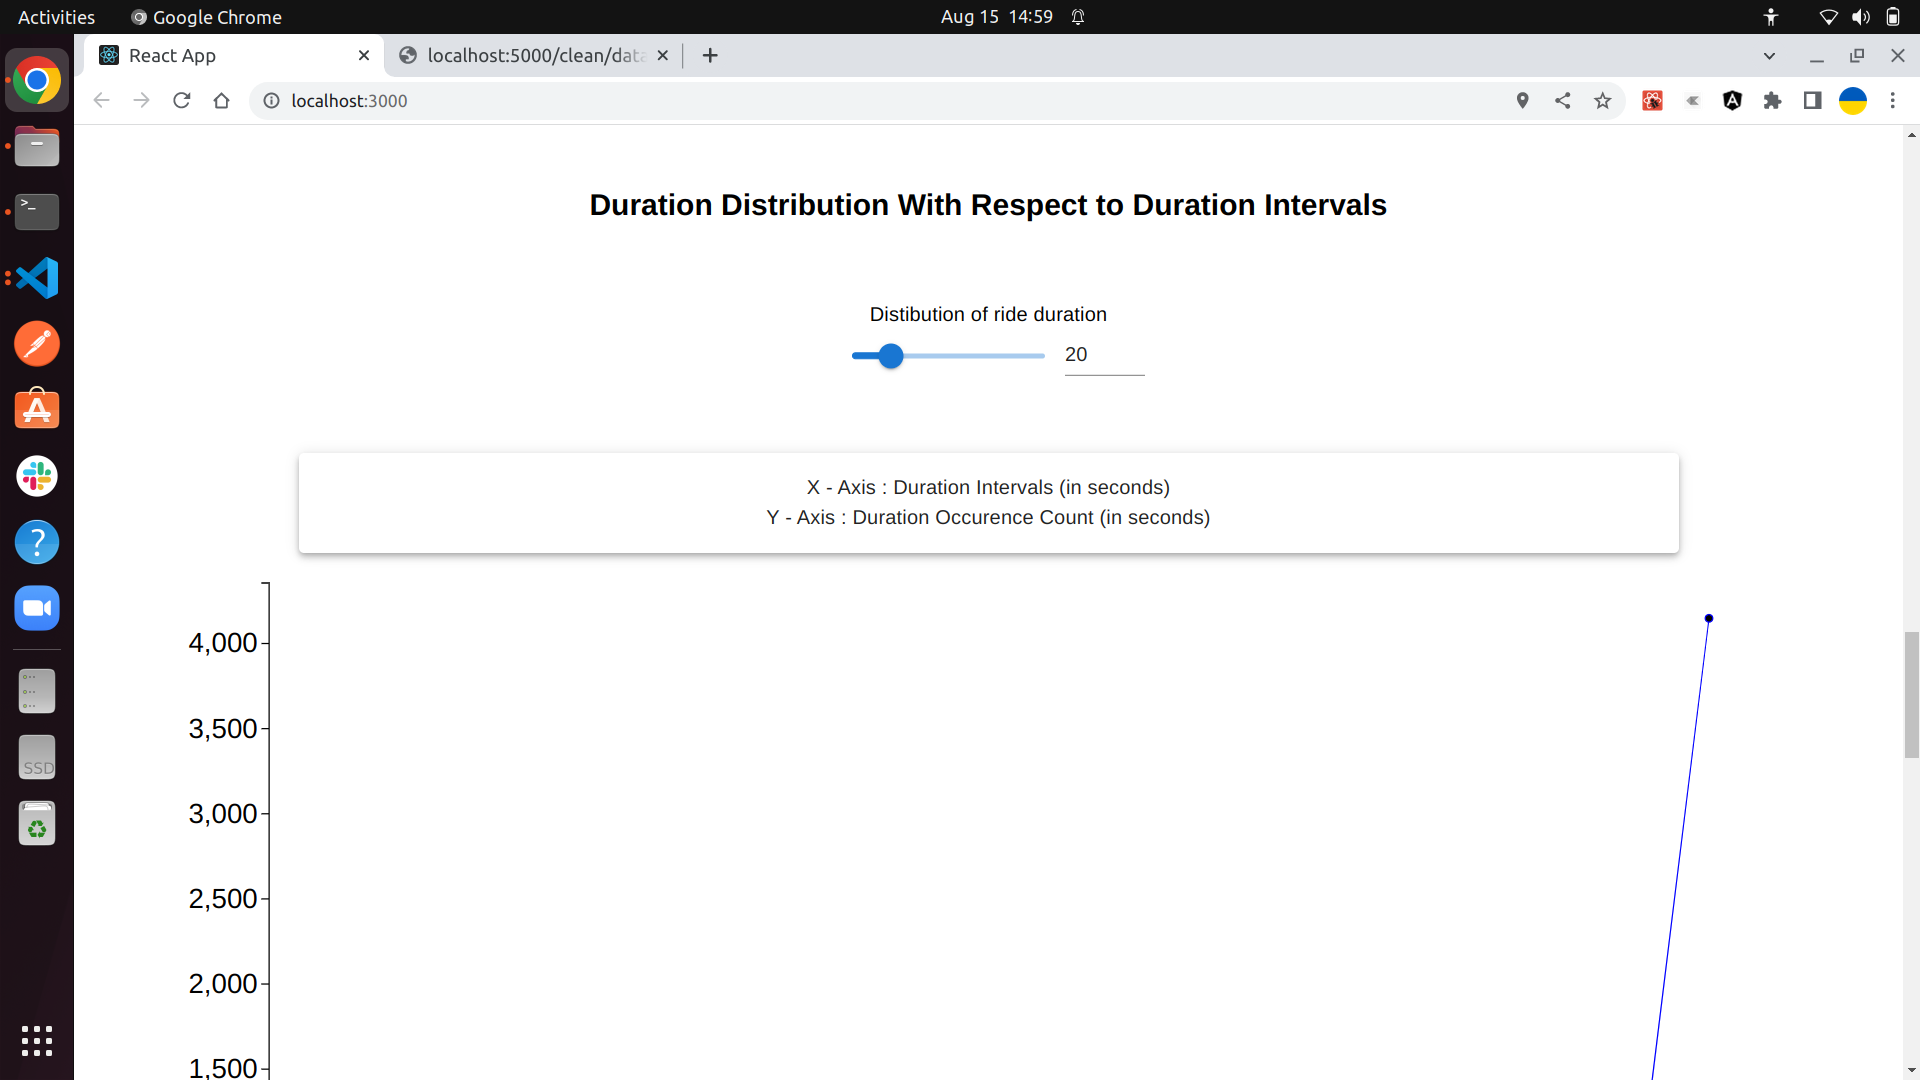 Activities
Google Chrome
Aug 15 14:59
React App
localhost:5000/clean/data
localhost:3000
Duration Distribution With Respect to Duration Intervals
Distibution of ride duration
20
X - Axis : Duration Intervals (in seconds)
Y - Axis : Duration Occurence Count (in seconds)
4,000
3,500
3,000
2,500
2,000
1,500
SSD